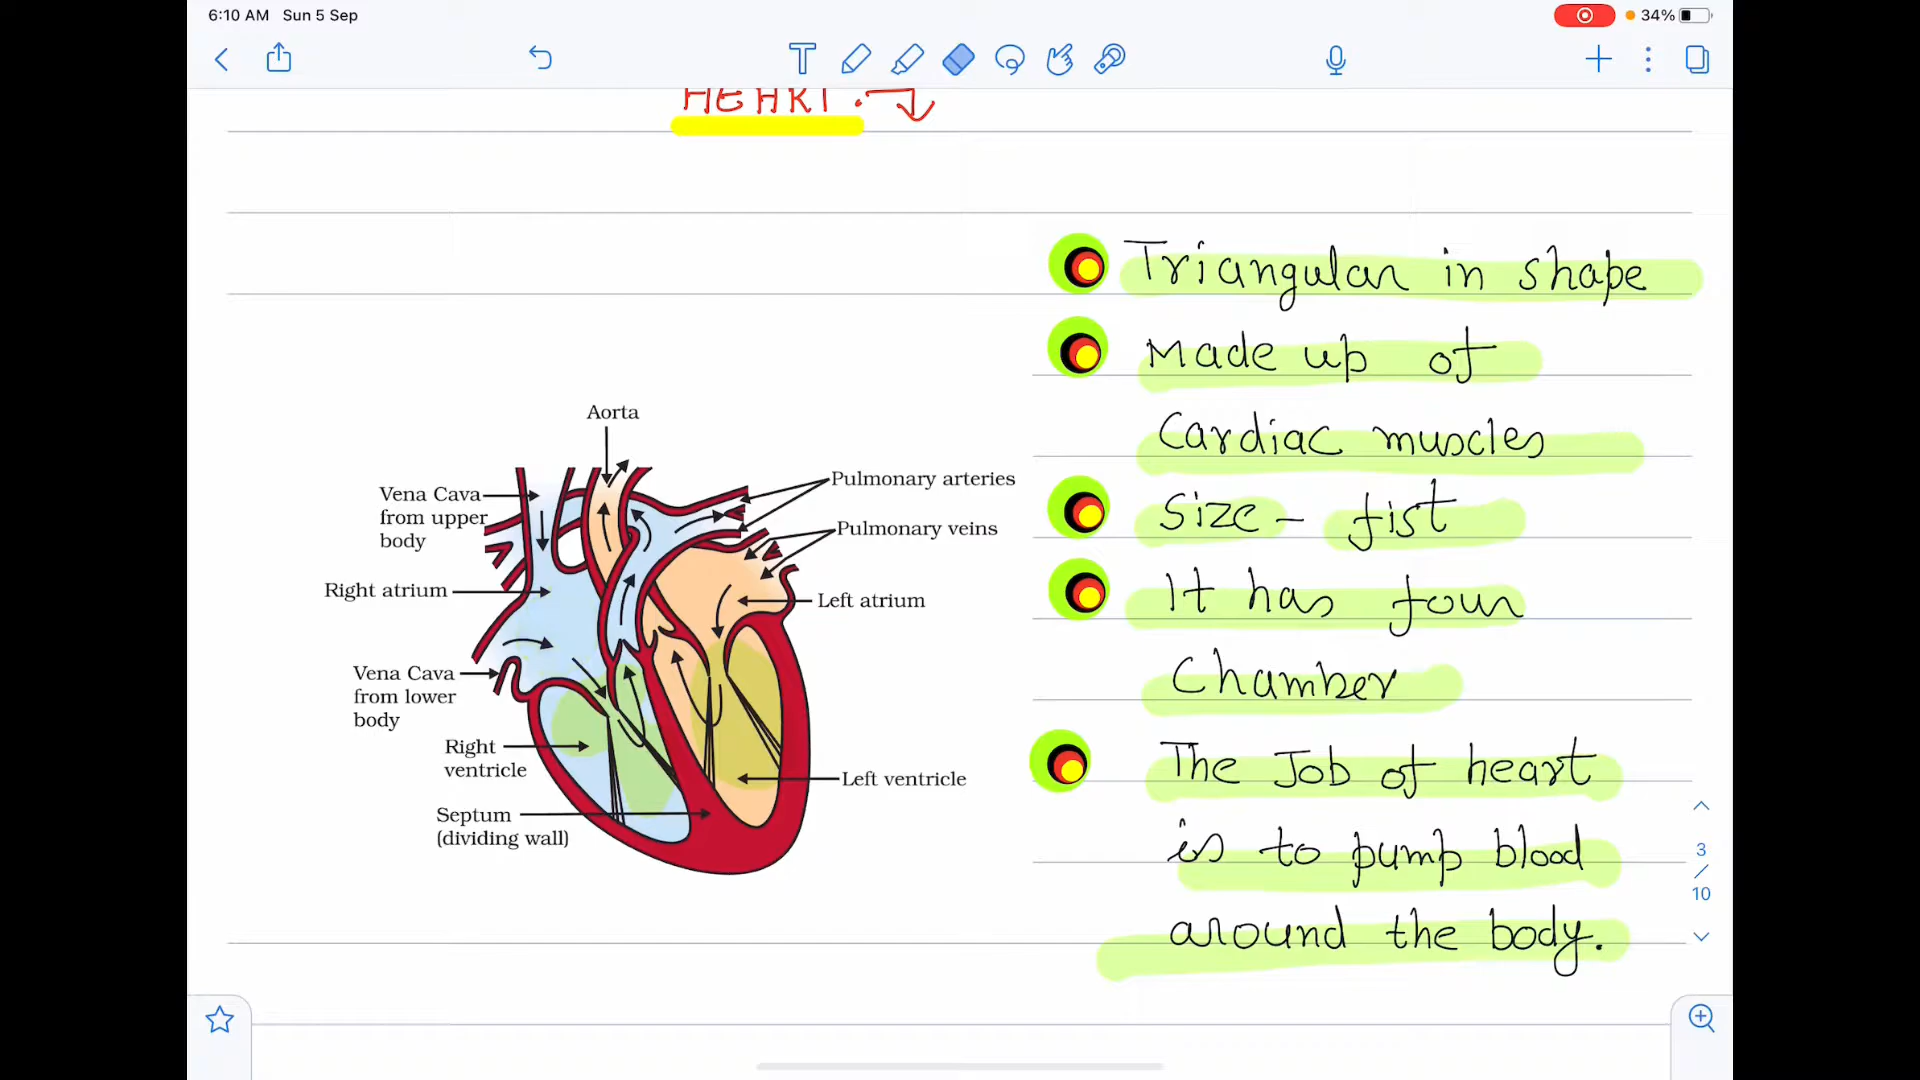 6:10 AM Sun 5 Sep
34%
HEART
Triangular in shape
Made up of
Cardiac muscles
Size - fist
It has four
Chamber
The Job of heart
is to pump blood
around the body.
Aorta
Vena Cava
from upper
body
Right atrium
Vena Cava
from lower
body
Right
ventricle
Septum
(dividing wall)
Pulmonary arteries
Pulmonary veins
Left atrium
Left ventricle
3
/
10